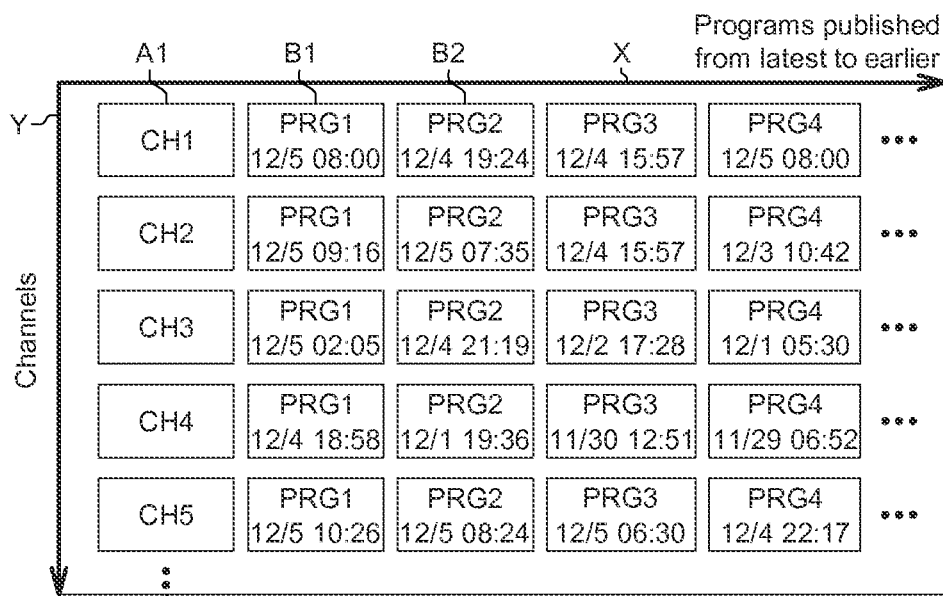 Programs published
from latest to earlier
A1 B1 B2 X
Y
Channels
CH1 PRG1 12/5 08:00 PRG2 12/4 19:24 PRG3 12/4 15:57 PRG4 12/5 08:00 •••
CH2 PRG1 12/5 09:16 PRG2 12/5 07:35 PRG3 12/4 15:57 PRG4 12/3 10:42 •••
CH3 PRG1 12/5 02:05 PRG2 12/4 21:19 PRG3 12/2 17:28 PRG4 12/1 05:30 •••
CH4 PRG1 12/4 18:58 PRG2 12/1 19:36 PRG3 11/30 12:51 PRG4 11/29 06:52 •••
CH5 PRG1 12/5 10:26 PRG2 12/5 08:24 PRG3 12/5 06:30 PRG4 12/4 22:17 •••